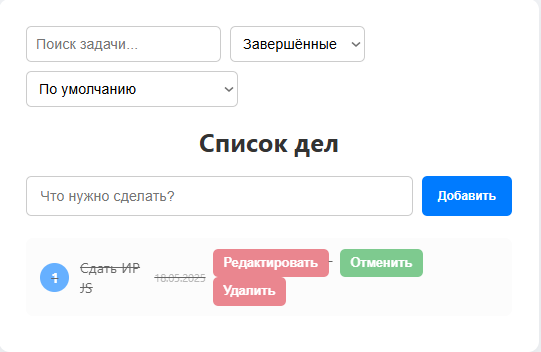 Поиск задачи... Завершённые
По умолчанию
Список дел
Что нужно сделать? Добавить
1 Сдать ИР JS 18.05.2025 Редактировать - Отменить
Удалить